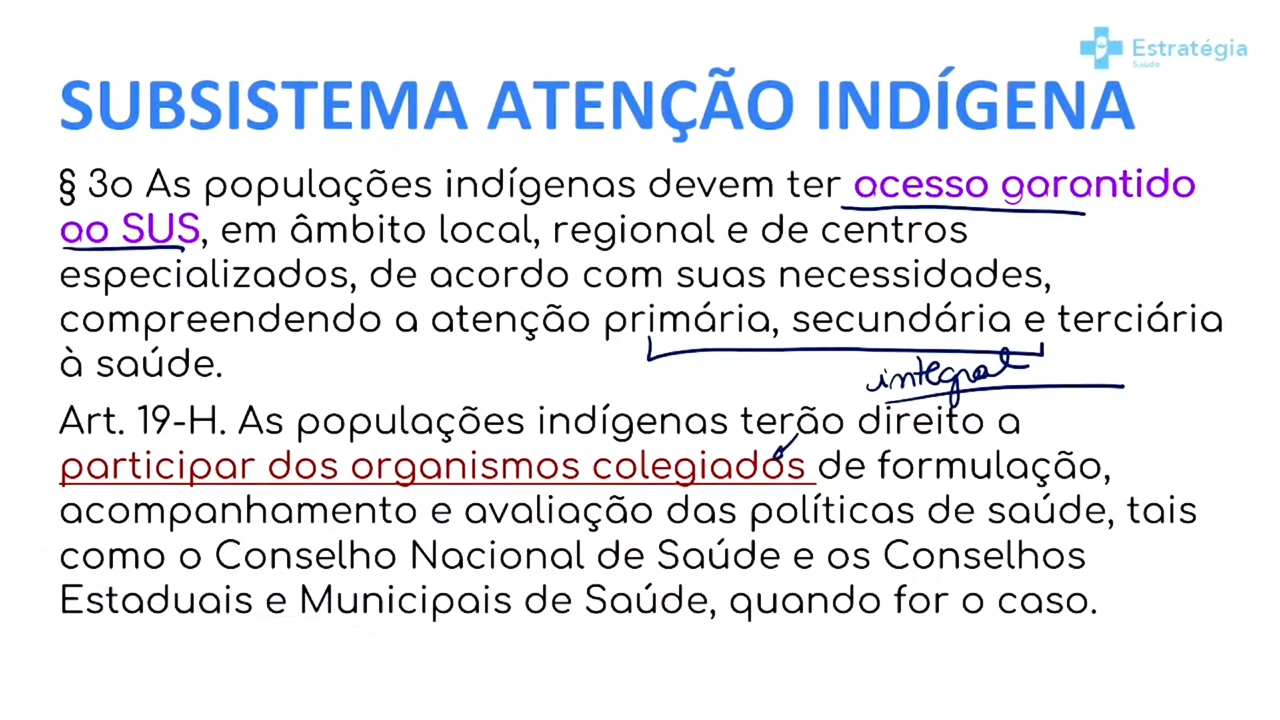 Estratégia
Saúde
SUBSISTEMA ATENÇÃO INDÍGENA
§ 3o As populações indígenas devem ter acesso garantido
ao SUS, em âmbito local, regional e de centros
especializados, de acordo com suas necessidades,
compreendendo a atenção primária, secundária e terciária
à saúde.
integral
Art. 19-H. As populações indígenas terão direito a
participar dos organismos colegiados de formulação,
acompanhamento e avaliação das políticas de saúde, tais
como o Conselho Nacional de Saúde e os Conselhos
Estaduais e Municipais de Saúde, quando for o caso.